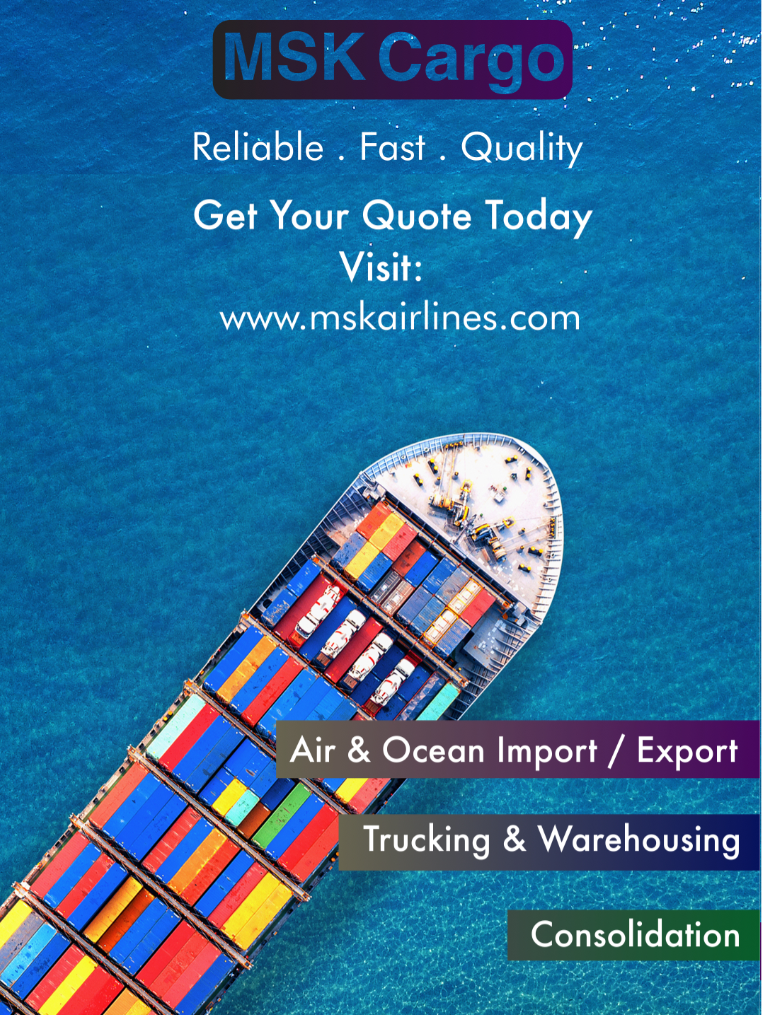 MSK Cargo
Reliable . Fast . Quality
Get Your Quote Today
Visit:
www.mskairlines.com
Air & Ocean Import / Export
Trucking & Warehousing
Consolidation